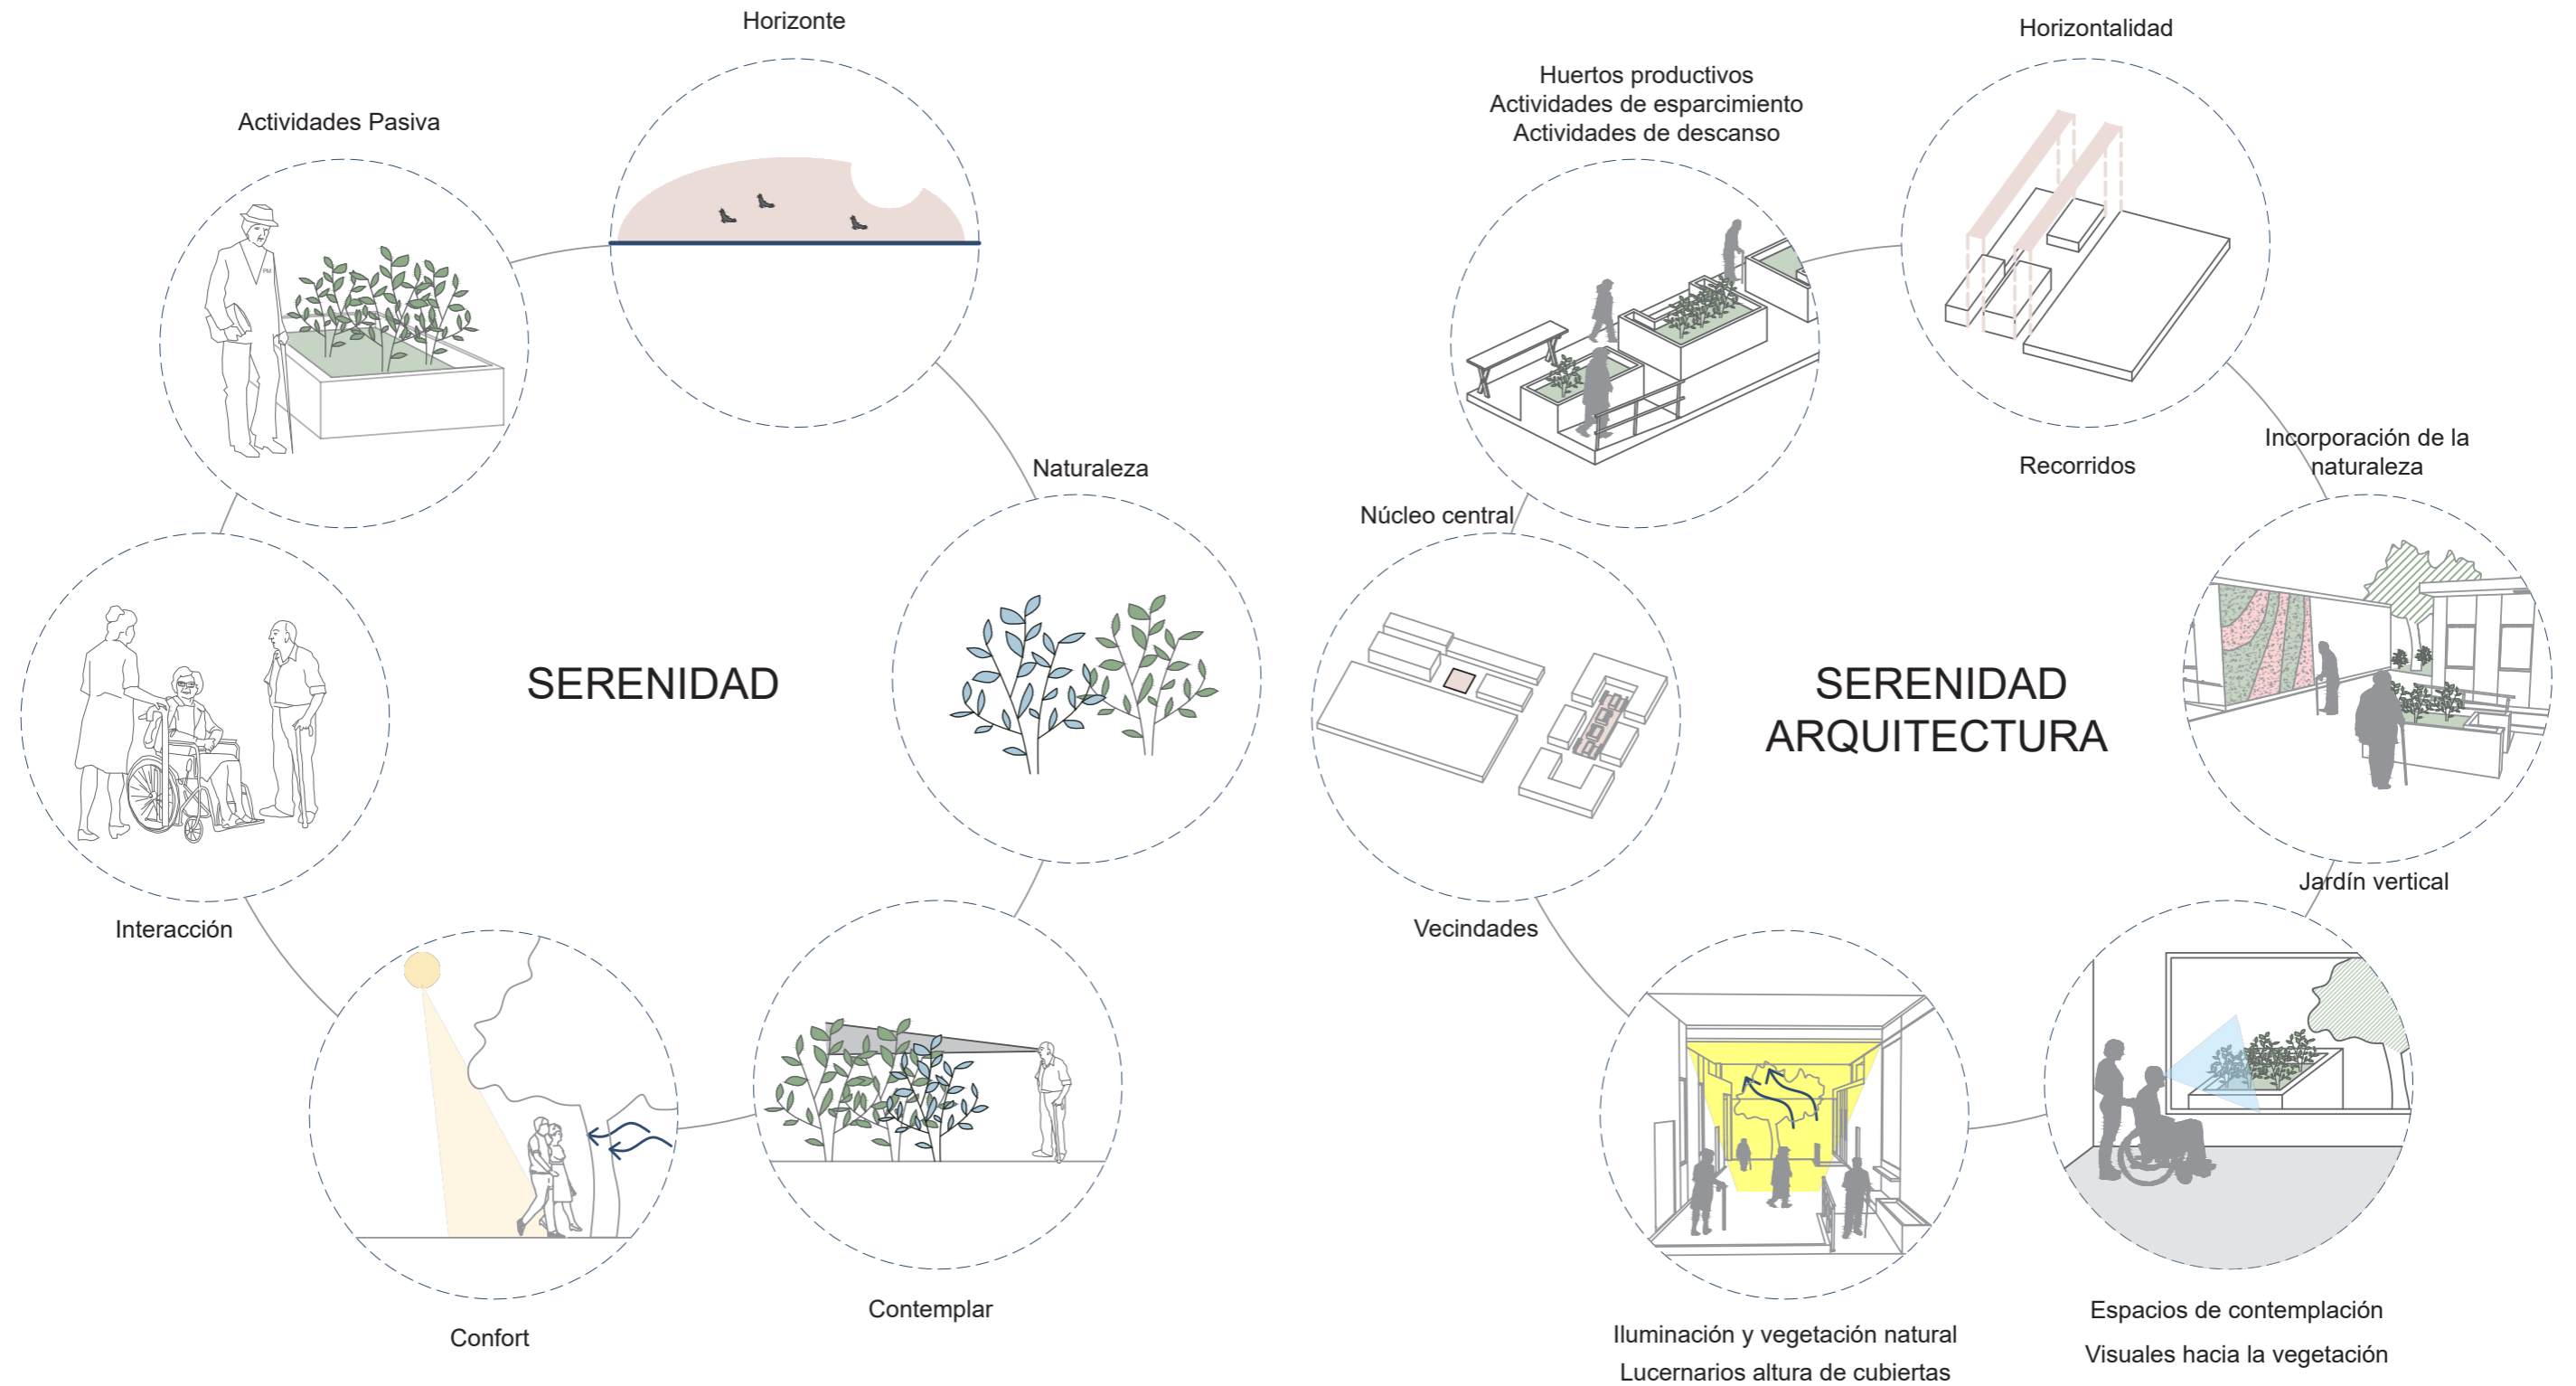 Horizonte
Actividades Pasiva
Naturaleza
SERENIDAD
Interacción
Confort
Contemplar
Horizontalidad
Huertos productivos
Actividades de esparcimiento
Actividades de descanso
Recorridos
Incorporación de la
naturaleza
Núcleo central
SERENIDAD
ARQUITECTURA
Jardín vertical
Vecindades
Iluminación y vegetación natural
Lucernarios altura de cubiertas
Espacios de contemplación
Visuales hacia la vegetación
PM